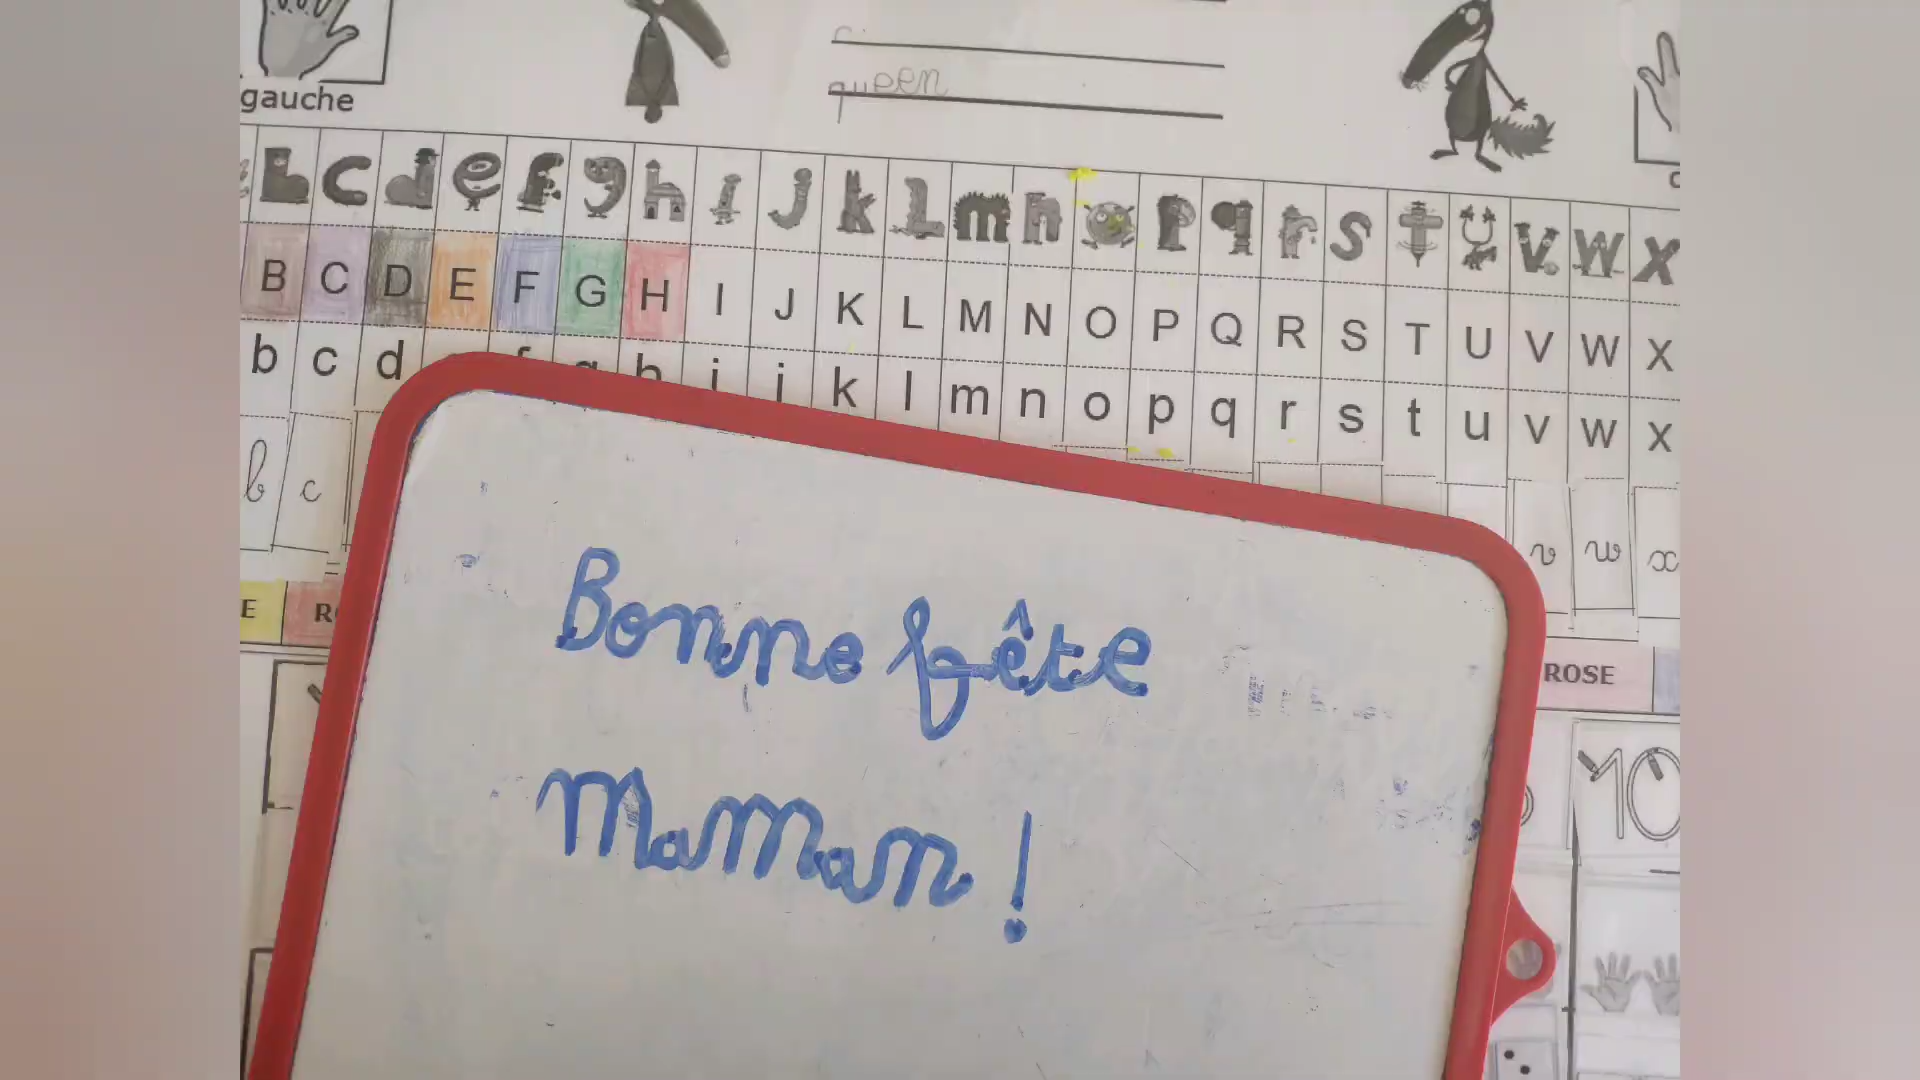 gauche
queen
b c d e f g h i j k l m n o p q r s t u v w x
B C D E F G H I J K L M N O P Q R S T U V W X
b c d f g h i j k l m n o p q r s t u v w x
b c v w x
E
ROSE
10
Bonne fête
Maman !